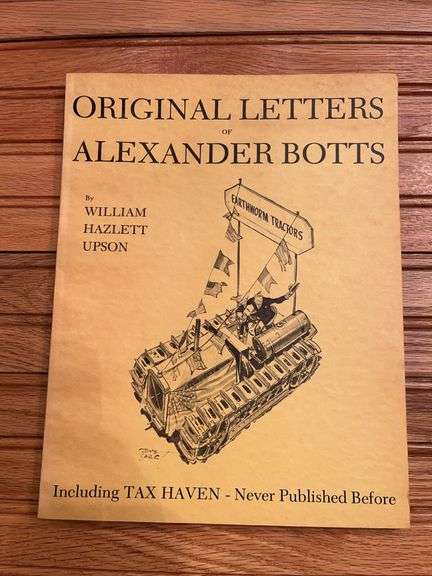 ORIGINAL LETTERS
OF
ALEXANDER BOTTS
By
WILLIAM
HAZLETT
UPSON
EARTHWORM TRACTORS
Including TAX HAVEN - Never Published Before